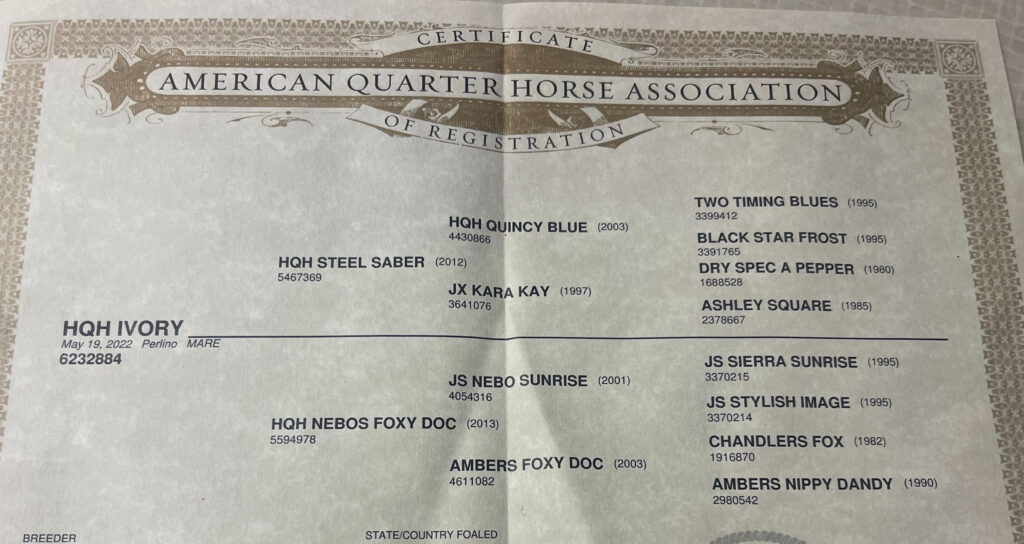 CERTIFICATE
AMERICAN QUARTER HORSE ASSOCIATION
OF REGISTRATION
TWO TIMING BLUES (1995)
3399412
HQH QUINCY BLUE (2003)
4430866
BLACK STAR FROST (1995)
3391765
HQH STEEL SABER (2012)
5467369
DRY SPEC A PEPPER (1980)
1688528
JX KARA KAY (1997)
3641076
ASHLEY SQUARE (1985)
2378667
HQH IVORY
May 19, 2022 Perlino MARE
6232884
JS SIERRA SUNRISE (1995)
3370215
JS NEBO SUNRISE (2001)
4054316
JS STYLISH IMAGE (1995)
3370214
HQH NEBOS FOXY DOC (2013)
5594978
CHANDLERS FOX (1982)
1916870
AMBERS FOXY DOC (2003)
4611082
AMBERS NIPPY DANDY (1990)
2980542
BREEDER
STATE/COUNTRY FOALED